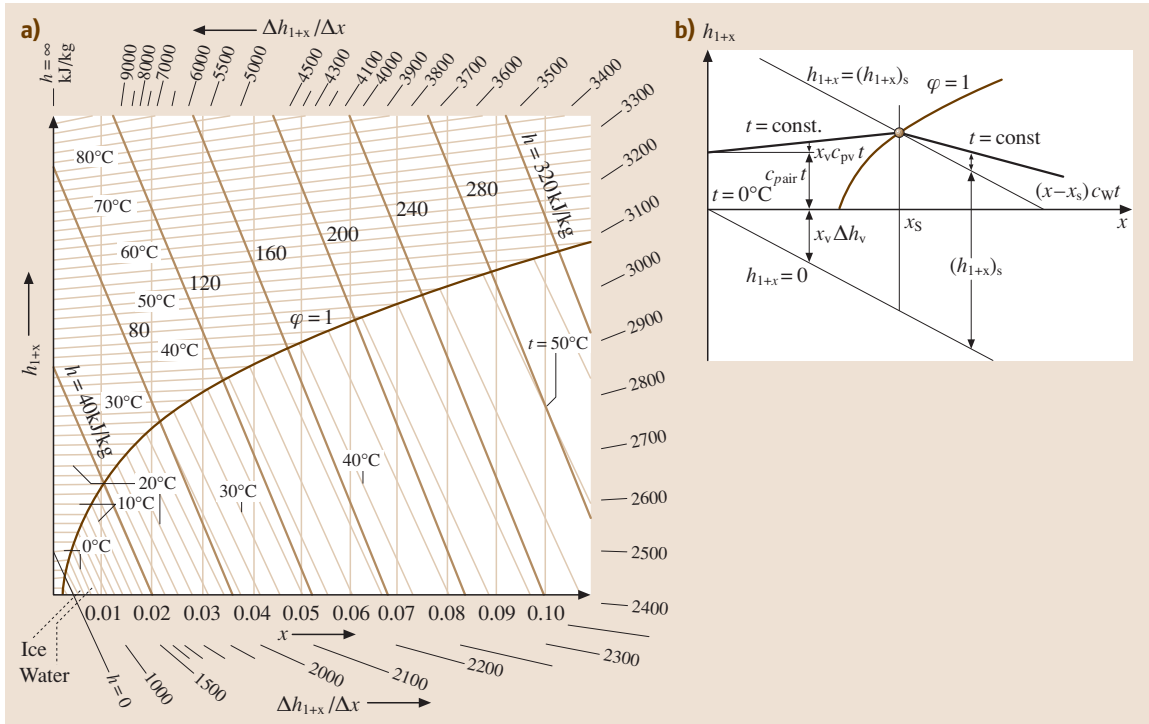 a)
Δh1+x/Δx
h = ∞
kJ/kg
9000
8000
7000
6000
5500
5000
4500
4300
4100
4000
3900
3800
3700
3600
3500
3400
3300
3200
3100
3000
2900
2800
2700
2600
2500
2400
2300
2200
2100
2000
1500
1000
h = 0
h1+x
80°C
70°C
60°C
50°C
40°C
30°C
20°C
10°C
0°C
h = 40 kJ/kg
80
120
160
200
240
280
h = 320 kJ/kg
φ = 1
t = 50°C
40°C
30°C
0.01
0.02
0.03
0.04
0.05
0.06
0.07
0.08
0.09
0.10
x
Ice
Water
Δh1+x/Δx
b)
h1+x
h1+x = (h1+x)s
φ = 1
t = const.
t = const
xv cpv t
cpair t
t = 0°C
(x – xs) cW t
x
xS
xv Δhv
(h1+x)s
h1+x = 0